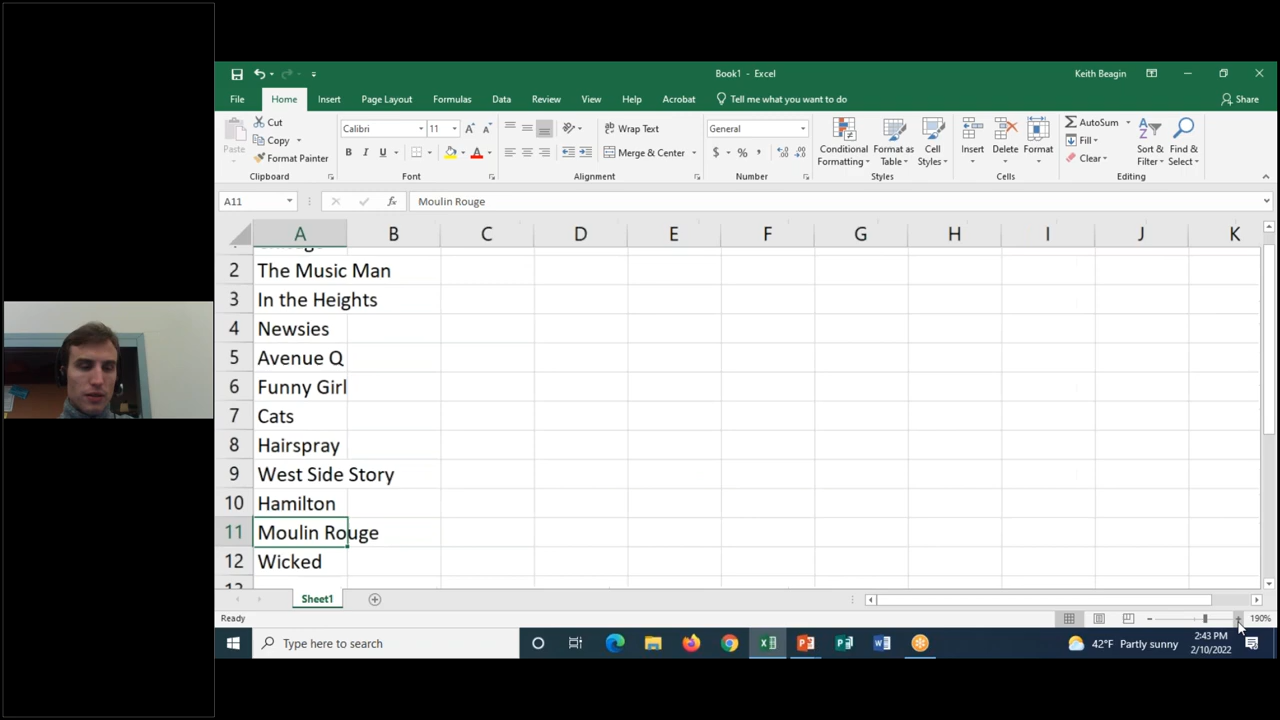 Book1 - Excel
Keith Beagin
File Home Insert Page Layout Formulas Data Review View Help Acrobat Tell me what you want to do Share
Paste
Cut
Copy
Format Painter
Clipboard
Calibri 11
B I U
Font
Wrap Text
Merge & Center
Alignment
General
$ % ,
Number
Conditional Formatting
Format as Table
Cell Styles
Styles
Insert
Delete
Format
Cells
AutoSum
Fill
Clear
Sort & Filter
Find & Select
Editing
A11 fx Moulin Rouge
A B C D E F G H I J K
2 The Music Man
3 In the Heights
4 Newsies
5 Avenue Q
6 Funny Girl
7 Cats
8 Hairspray
9 West Side Story
10 Hamilton
11 Moulin Rouge
12 Wicked
Sheet1
Ready
190%
Type here to search
42°F Partly sunny
2:43 PM
2/10/2022